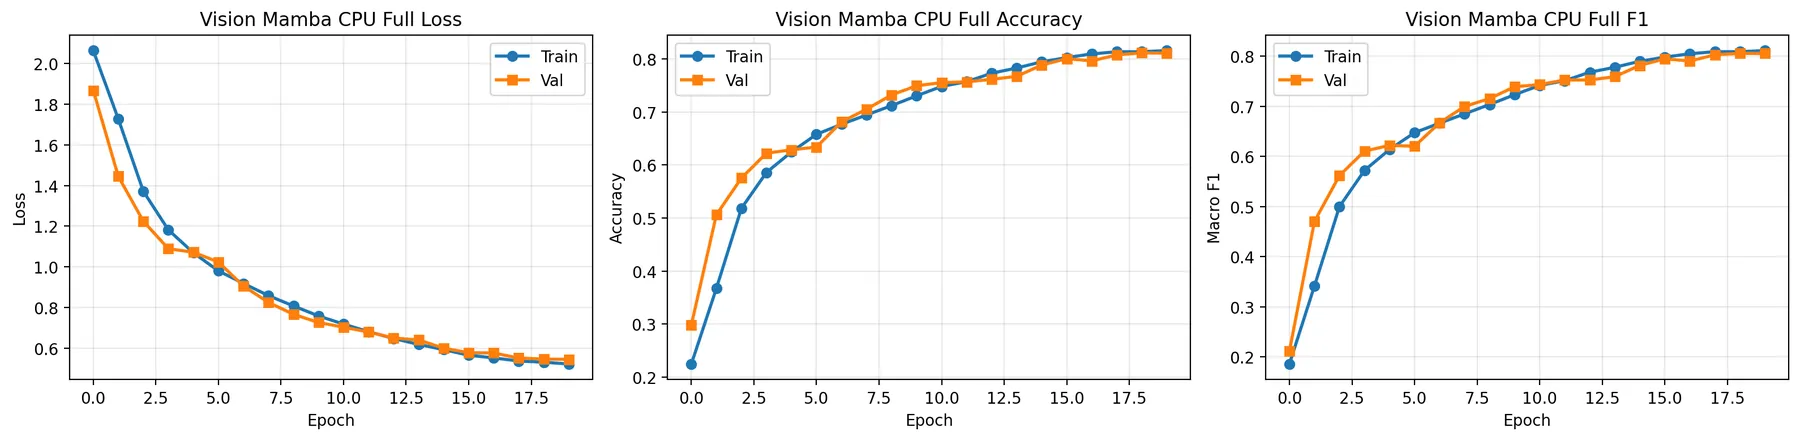 Vision Mamba CPU Full Loss
2.0
1.8
1.6
1.4
1.2
1.0
0.8
0.6
Loss
Train
Val
0.0 2.5 5.0 7.5 10.0 12.5 15.0 17.5
Epoch
Vision Mamba CPU Full Accuracy
0.8
0.7
0.6
0.5
0.4
0.3
0.2
Accuracy
Train
Val
0.0 2.5 5.0 7.5 10.0 12.5 15.0 17.5
Epoch
Vision Mamba CPU Full F1
0.8
0.7
0.6
0.5
0.4
0.3
0.2
Macro F1
Train
Val
0.0 2.5 5.0 7.5 10.0 12.5 15.0 17.5
Epoch